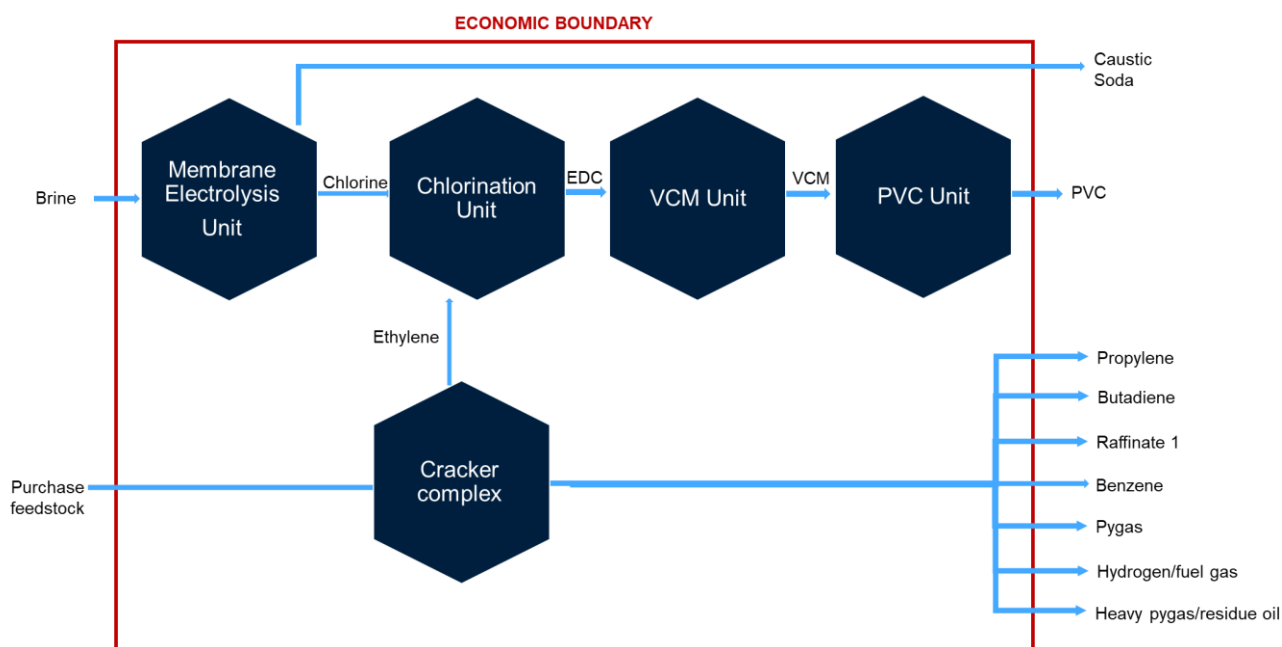 ECONOMIC BOUNDARY
Caustic
Soda
Membrane
Electrolysis
Unit
Chlorination
Unit
VCM Unit
PVC Unit
Brine
Chlorine
EDC
VCM
PVC
Ethylene
Purchase
feedstock
Cracker
complex
Propylene
Butadiene
Raffinate 1
Benzene
Pygas
Hydrogen/fuel gas
Heavy pygas/residue oil